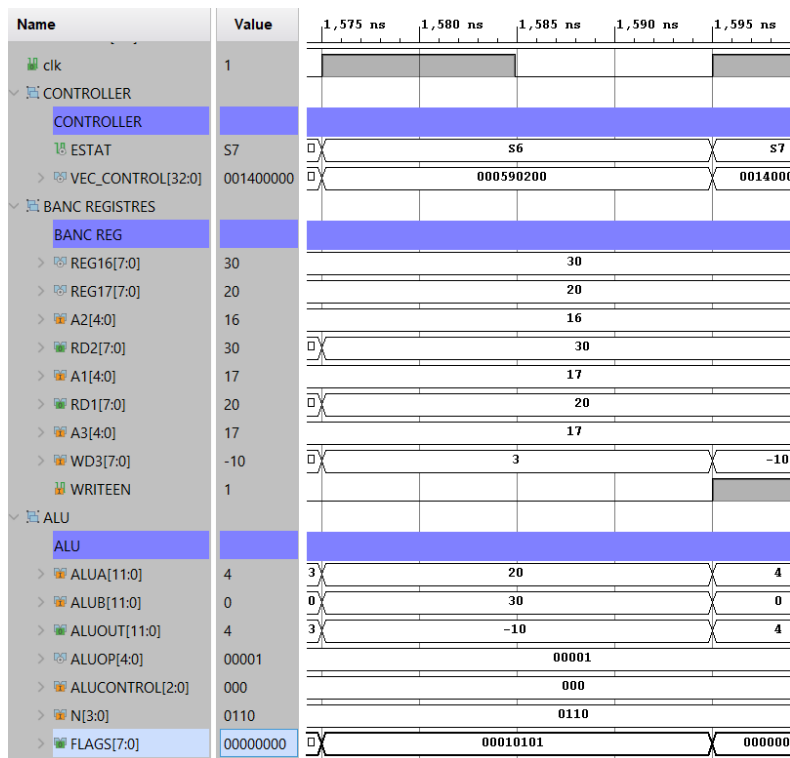 Name Value 1,575 ns 1,580 ns 1,585 ns 1,590 ns 1,595 ns
clk 1
CONTROLLER
CONTROLLER
ESTAT S7 S6 S7
VEC_CONTROL[32:0] 001400000 000590200 0014000
BANC REGISTRES
BANC REG
REG16[7:0] 30 30
REG17[7:0] 20 20
A2[4:0] 16 16
RD2[7:0] 30 30
A1[4:0] 17 17
RD1[7:0] 20 20
A3[4:0] 17 17
WD3[7:0] -10 3 -10
WRITEEN 1
ALU
ALU
ALUA[11:0] 4 3 20 4
ALUB[11:0] 0 0 30 0
ALUOUT[11:0] 4 3 -10 4
ALUOP[4:0] 00001 00001
ALUCONTROL[2:0] 000 000
N[3:0] 0110 0110
FLAGS[7:0] 00000000 00010101 000000